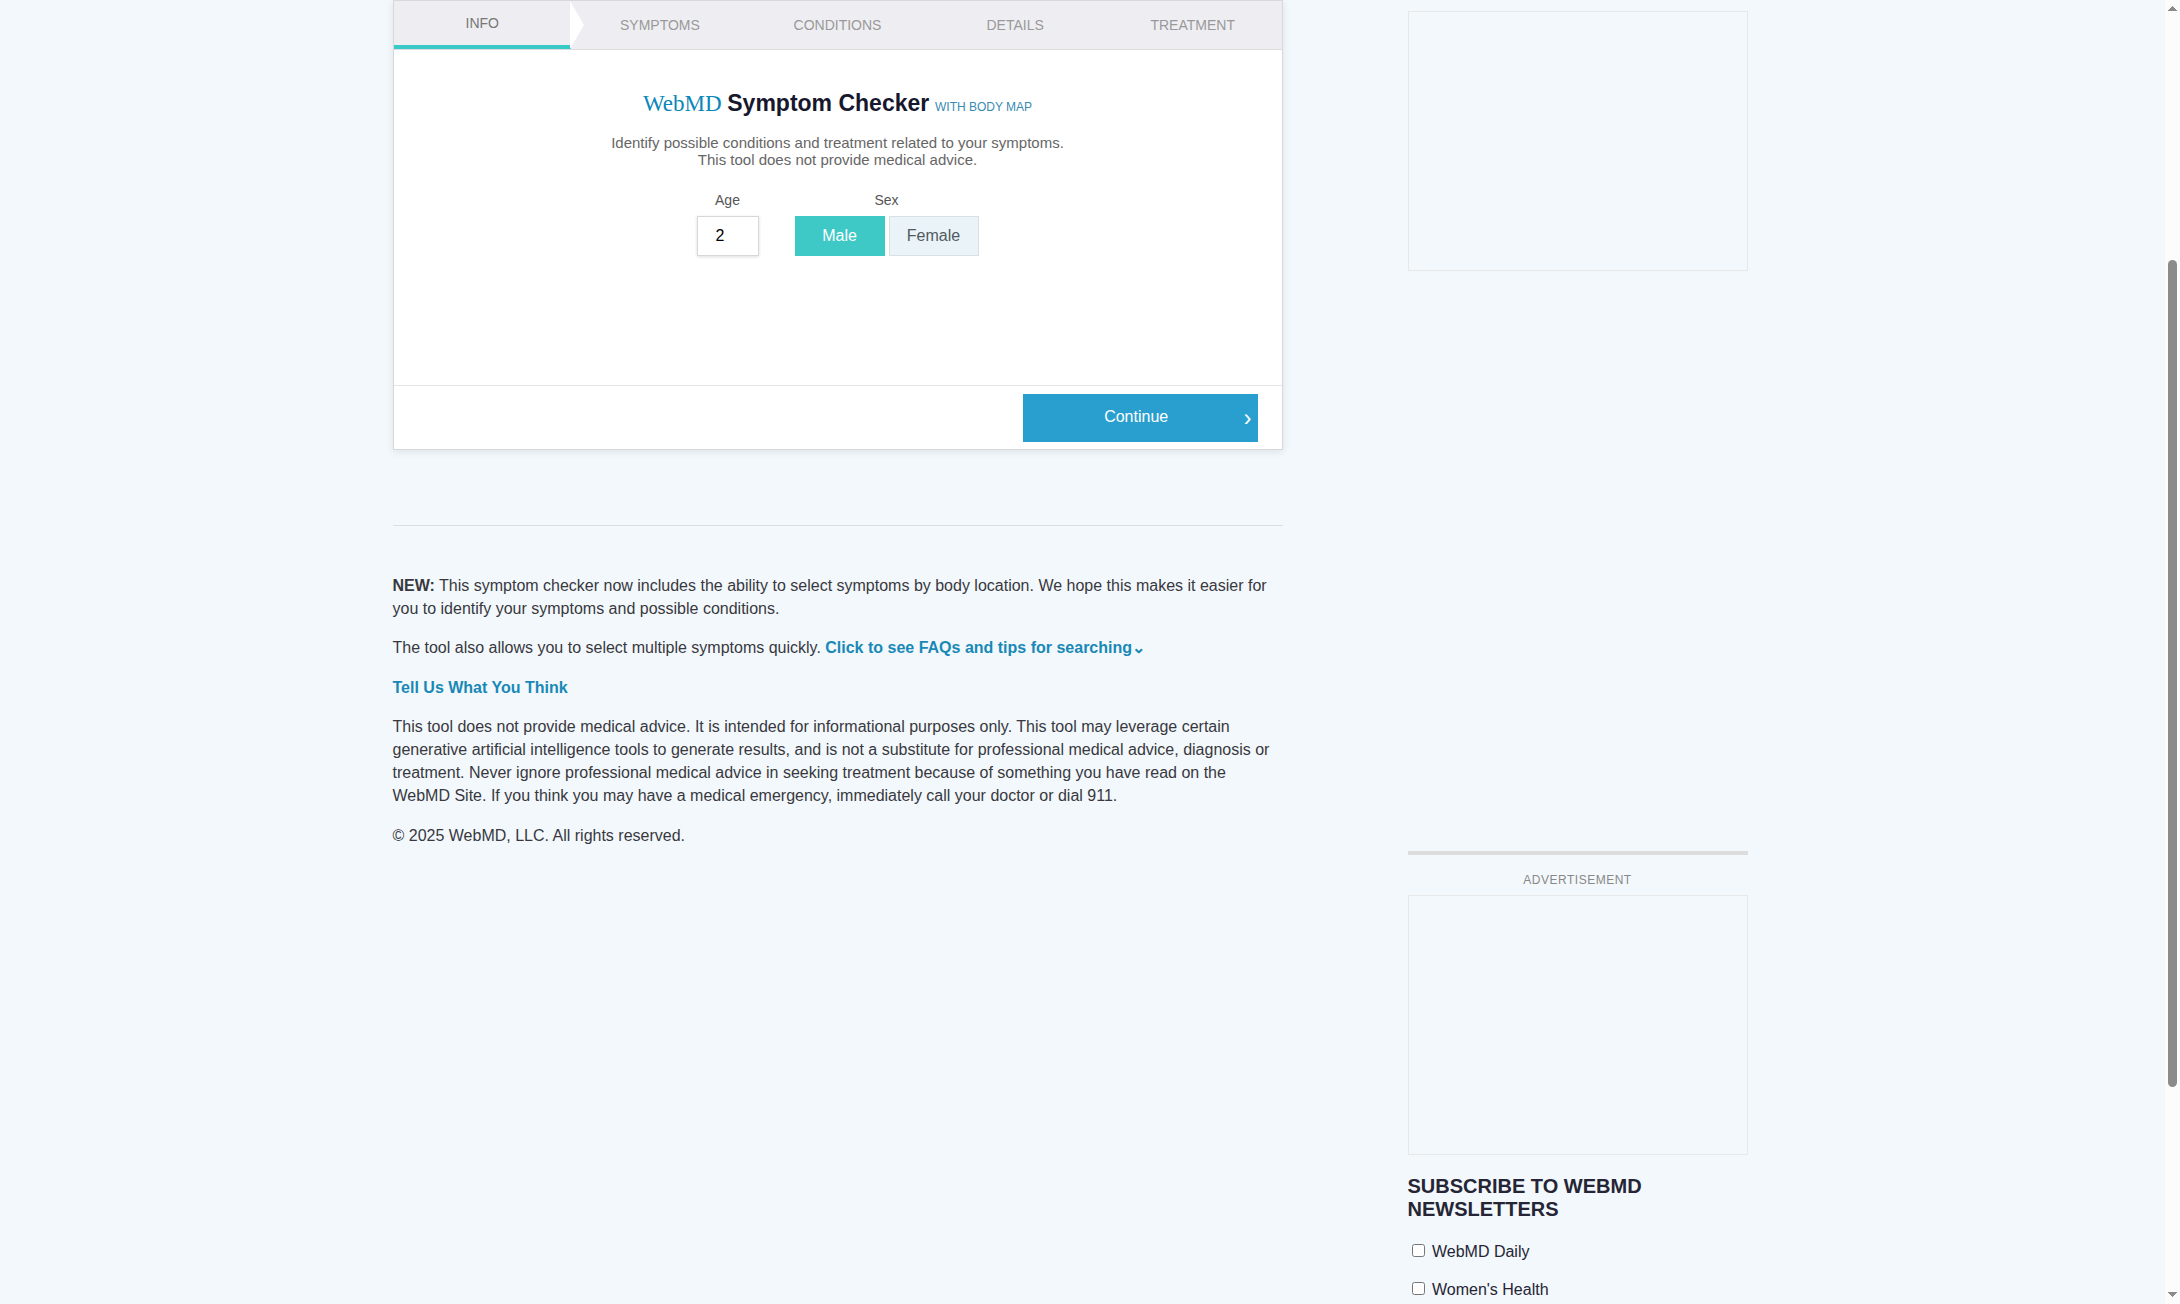 INFO
SYMPTOMS
CONDITIONS
DETAILS
TREATMENT
WebMD Symptom Checker WITH BODY MAP
Identify possible conditions and treatment related to your symptoms.
This tool does not provide medical advice.
Age
Sex
2
Male
Female
Continue ›
NEW: This symptom checker now includes the ability to select symptoms by body location. We hope this makes it easier for
you to identify your symptoms and possible conditions.
The tool also allows you to select multiple symptoms quickly. Click to see FAQs and tips for searching
Tell Us What You Think
This tool does not provide medical advice. It is intended for informational purposes only. This tool may leverage certain
generative artificial intelligence tools to generate results, and is not a substitute for professional medical advice, diagnosis or
treatment. Never ignore professional medical advice in seeking treatment because of something you have read on the
WebMD Site. If you think you may have a medical emergency, immediately call your doctor or dial 911.
© 2025 WebMD, LLC. All rights reserved.
ADVERTISEMENT
SUBSCRIBE TO WEBMD
NEWSLETTERS
WebMD Daily
Women's Health